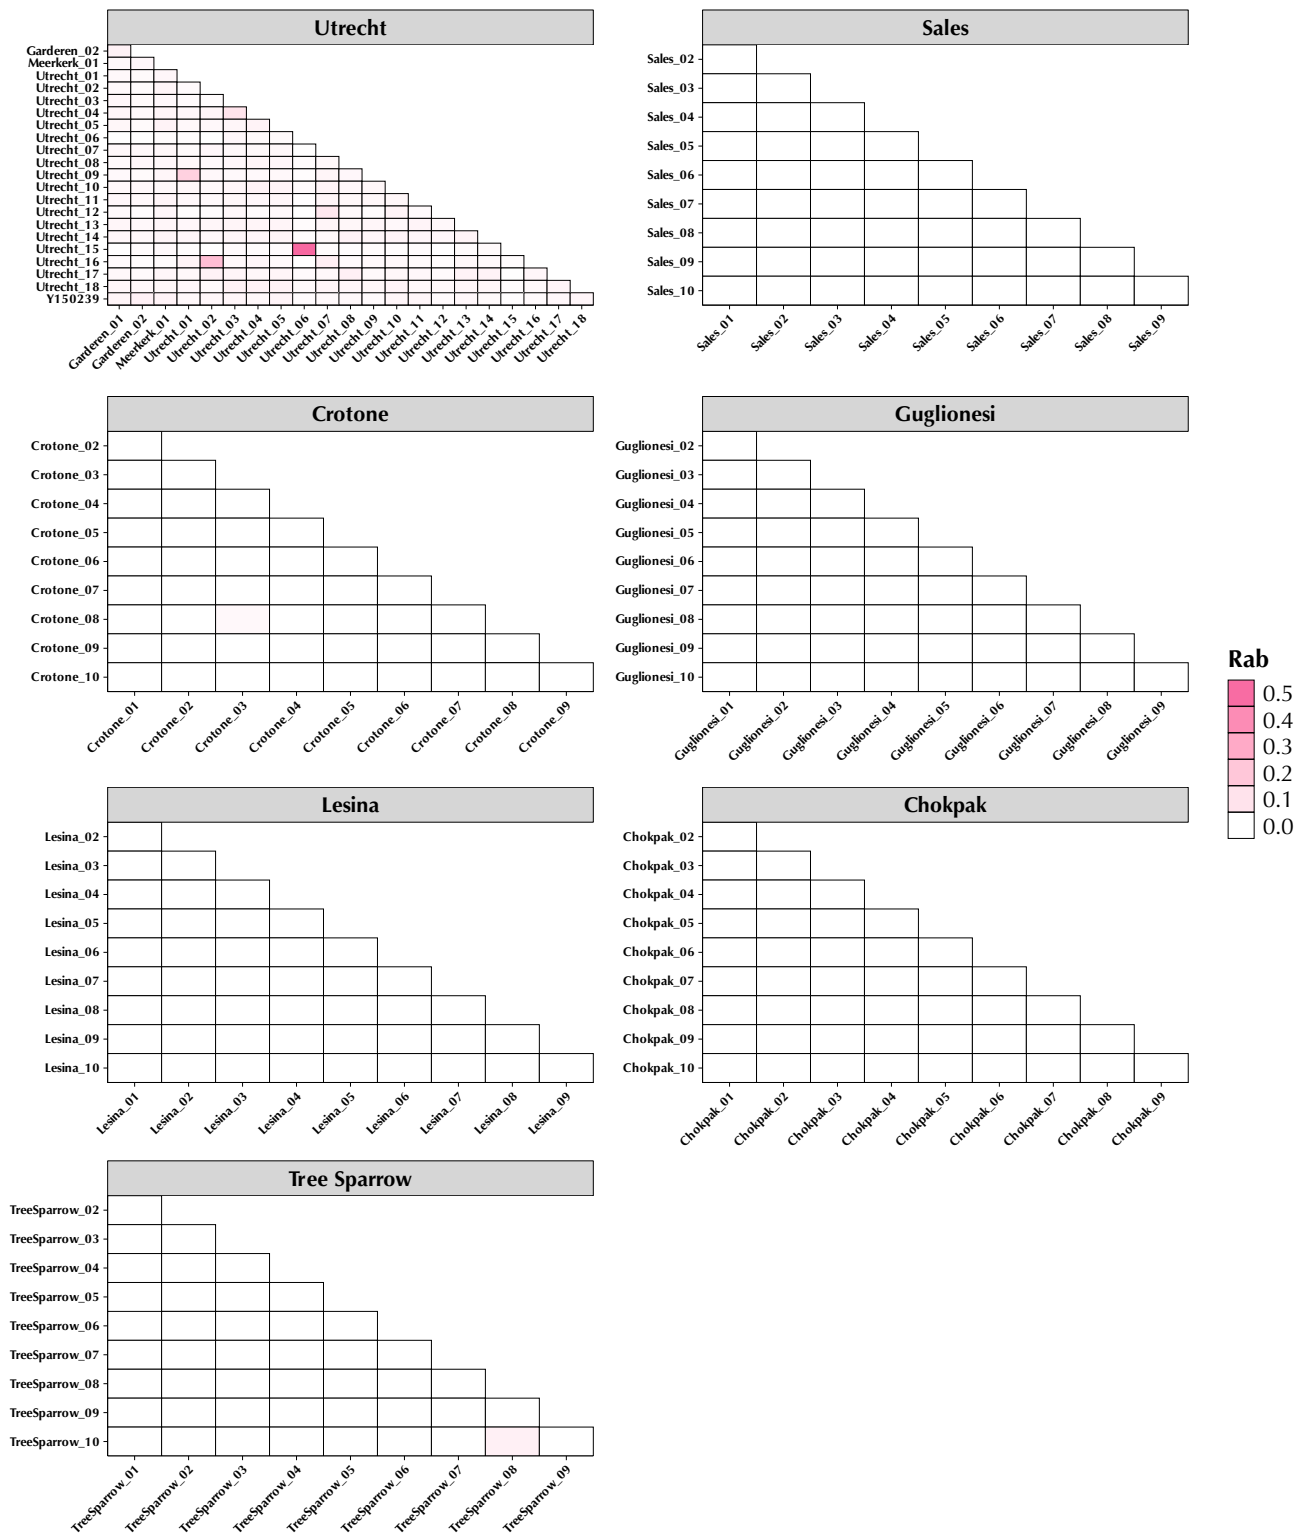 Utrecht
Garderen_02
Meerkerk_01
Utrecht_01
Utrecht_02
Utrecht_03
Utrecht_04
Utrecht_05
Utrecht_06
Utrecht_07
Utrecht_08
Utrecht_09
Utrecht_10
Utrecht_11
Utrecht_12
Utrecht_13
Utrecht_14
Utrecht_15
Utrecht_16
Utrecht_17
Utrecht_18
Y150239
Garderen_01
Garderen_02
Meerkerk_01
Utrecht_01
Utrecht_02
Utrecht_03
Utrecht_04
Utrecht_05
Utrecht_06
Utrecht_07
Utrecht_08
Utrecht_09
Utrecht_10
Utrecht_11
Utrecht_12
Utrecht_13
Utrecht_14
Utrecht_15
Utrecht_16
Utrecht_17
Utrecht_18
Sales
Sales_02
Sales_03
Sales_04
Sales_05
Sales_06
Sales_07
Sales_08
Sales_09
Sales_10
Sales_01
Sales_02
Sales_03
Sales_04
Sales_05
Sales_06
Sales_07
Sales_08
Sales_09
Crotone
Crotone_02
Crotone_03
Crotone_04
Crotone_05
Crotone_06
Crotone_07
Crotone_08
Crotone_09
Crotone_10
Crotone_01
Crotone_02
Crotone_03
Crotone_04
Crotone_05
Crotone_06
Crotone_07
Crotone_08
Crotone_09
Guglionesi
Guglionesi_02
Guglionesi_03
Guglionesi_04
Guglionesi_05
Guglionesi_06
Guglionesi_07
Guglionesi_08
Guglionesi_09
Guglionesi_10
Guglionesi_01
Guglionesi_02
Guglionesi_03
Guglionesi_04
Guglionesi_05
Guglionesi_06
Guglionesi_07
Guglionesi_08
Guglionesi_09
Rab
0.5
0.4
0.3
0.2
0.1
0.0
Lesina
Lesina_02
Lesina_03
Lesina_04
Lesina_05
Lesina_06
Lesina_07
Lesina_08
Lesina_09
Lesina_10
Lesina_01
Lesina_02
Lesina_03
Lesina_04
Lesina_05
Lesina_06
Lesina_07
Lesina_08
Lesina_09
Chokpak
Chokpak_02
Chokpak_03
Chokpak_04
Chokpak_05
Chokpak_06
Chokpak_07
Chokpak_08
Chokpak_09
Chokpak_10
Chokpak_01
Chokpak_02
Chokpak_03
Chokpak_04
Chokpak_05
Chokpak_06
Chokpak_07
Chokpak_08
Chokpak_09
Tree Sparrow
TreeSparrow_02
TreeSparrow_03
TreeSparrow_04
TreeSparrow_05
TreeSparrow_06
TreeSparrow_07
TreeSparrow_08
TreeSparrow_09
TreeSparrow_10
TreeSparrow_01
TreeSparrow_02
TreeSparrow_03
TreeSparrow_04
TreeSparrow_05
TreeSparrow_06
TreeSparrow_07
TreeSparrow_08
TreeSparrow_09